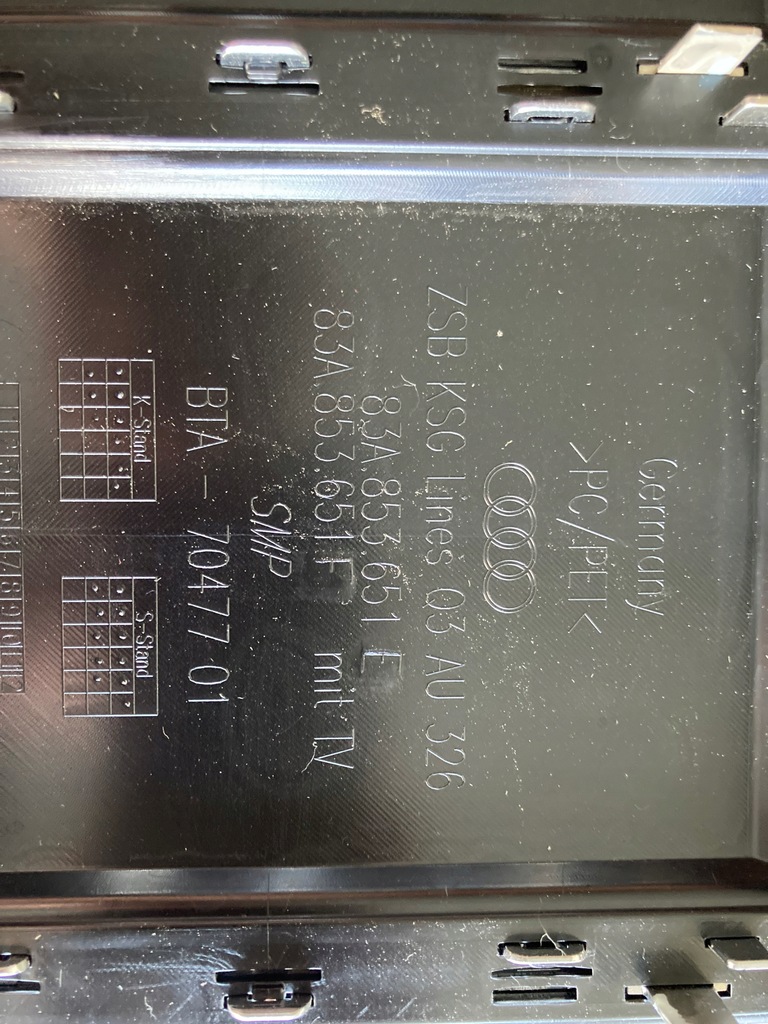 Germany
>PC/PET<
ZSB KSG Lines Q3 AU 326
83A.853.651 E
83A.853.651 F mit TV
SMP
BTA - 70477-01
K-Stand
S-Stand